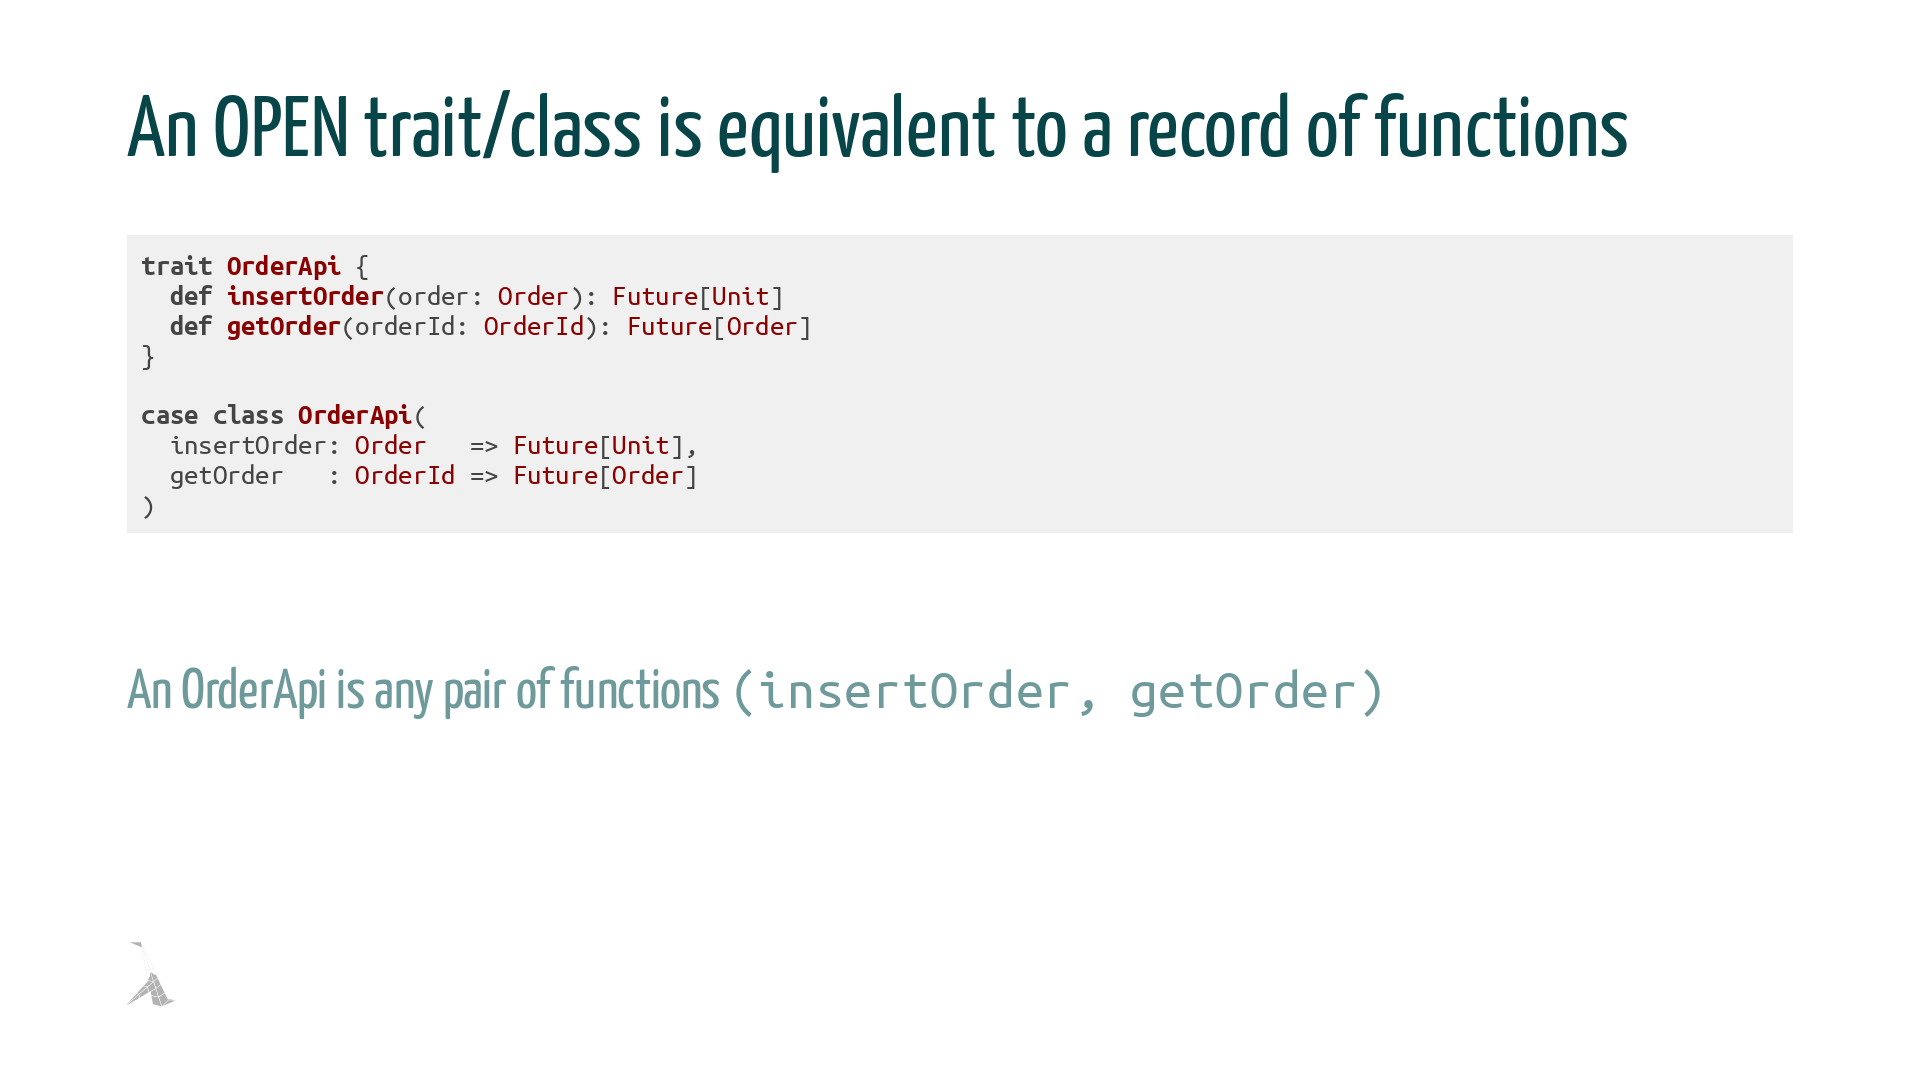 An OPEN trait/class is equivalent to a record of functions
trait OrderApi {
  def insertOrder(order: Order): Future[Unit]
  def getOrder(orderId: OrderId): Future[Order]
}
case class OrderApi(
  insertOrder: Order   => Future[Unit],
  getOrder   : OrderId => Future[Order]
)
An OrderApi is any pair of functions (insertOrder, getOrder)